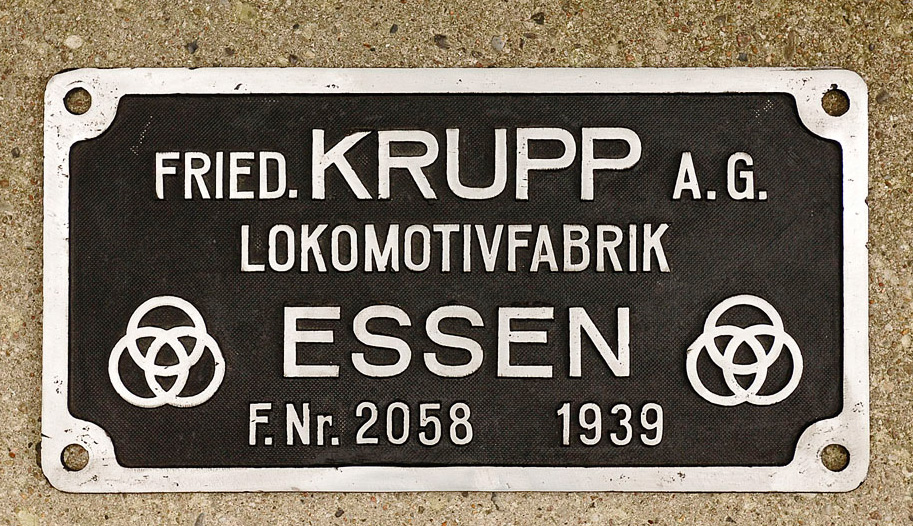 FRIED. KRUPP A.G.
LOKOMOTIVFABRIK
ESSEN
F. Nr. 2058 1939